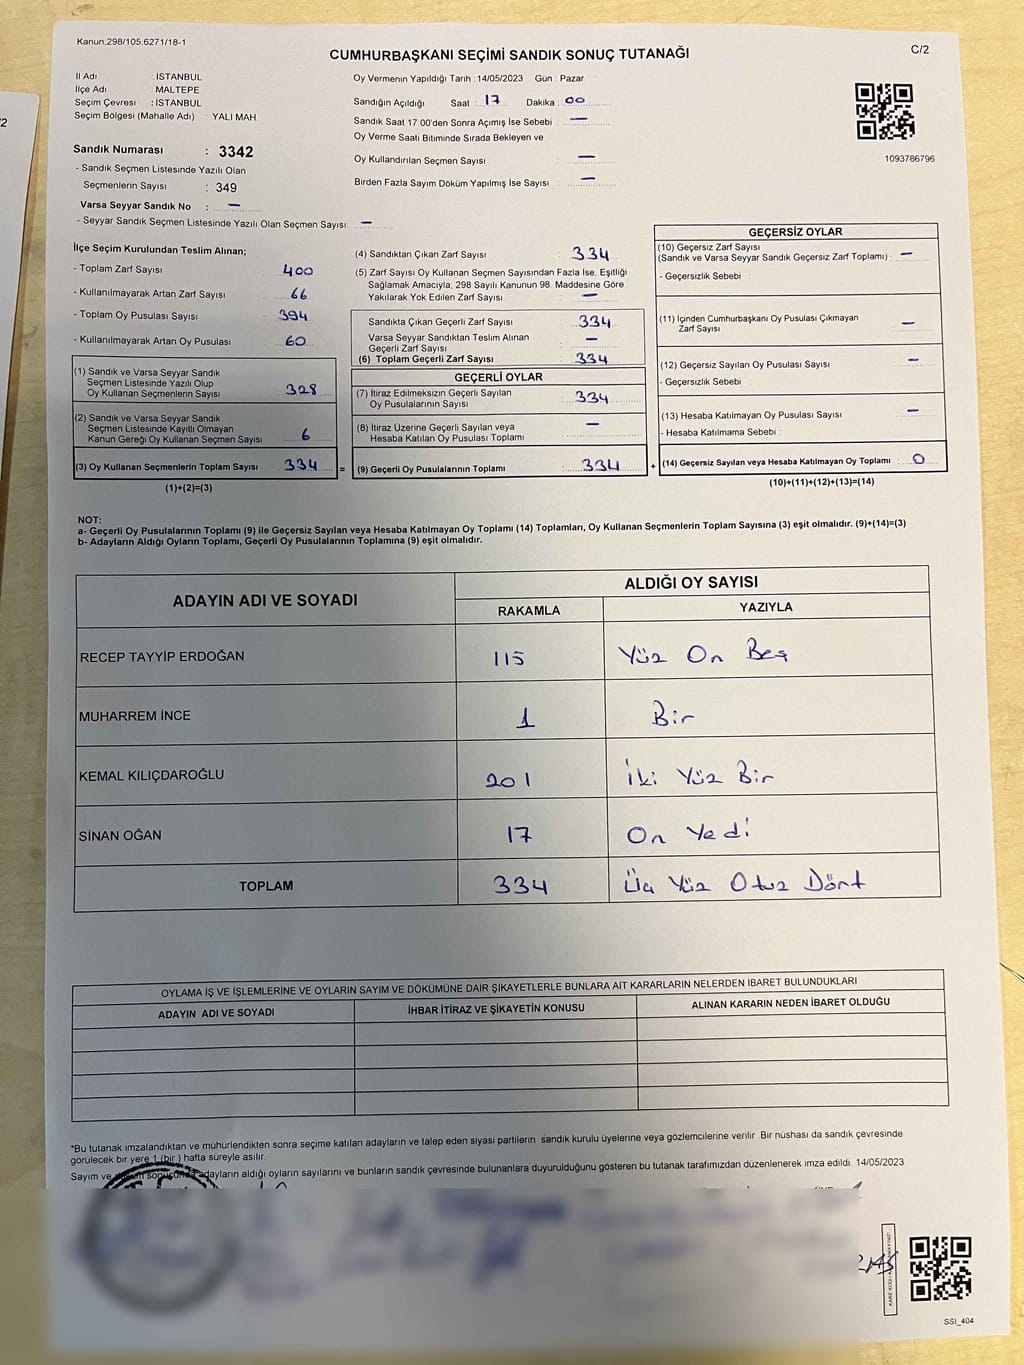 Kanun,298/105,6271/18-1
C/2
CUMHURBAŞKANI SEÇİMİ SANDIK SONUÇ TUTANAĞI
İl Adı : İSTANBUL
İlçe Adı : MALTEPE
Seçim Çevresi : İSTANBUL
Seçim Bölgesi (Mahalle Adı) : YALI MAH.
Sandık Numarası : 3342
- Sandık Seçmen Listesinde Yazılı Olan
Seçmenlerin Sayısı : 349
Varsa Seyyar Sandık No : —
- Seyyar Sandık Seçmen Listesinde Yazılı Olan Seçmen Sayısı: —
Oy Vermenin Yapıldığı Tarih : 14/05/2023 Gün : Pazar
Sandığın Açıldığı Saat : 17 Dakika : 00
Sandık Saat 17:00'den Sonra Açımış İse Sebebi : —
Oy Verme Saati Bitiminde Sırada Bekleyen ve
Oy Kullandırılan Seçmen Sayısı : —
Birden Fazla Sayım Döküm Yapılmış İse Sayısı : —
1093766796
İlçe Seçim Kurulundan Teslim Alınan;
- Toplam Zarf Sayısı : 400
- Kullanılmayarak Artan Zarf Sayısı : 66
- Toplam Oy Pusulası Sayısı : 394
- Kullanılmayarak Artan Oy Pusulası : 60
(1) Sandık ve Varsa Seyyar Sandık
Seçmen Listesinde Yazılı Olup
Oy Kullanan Seçmenlerin Sayısı : 328
(2) Sandık ve Varsa Seyyar Sandık
Seçmen Listesinde Kayıtlı Olmayan
Kanun Gereği Oy Kullanan Seçmen Sayısı : 6
(3) Oy Kullanan Seçmenlerin Toplam Sayısı : 334
(1)+(2)=(3)
(4) Sandıktan Çıkan Zarf Sayısı : 334
(5) Zarf Sayısı Oy Kullanan Seçmen Sayısından Fazla İse, Eşitliği
Sağlamak Amacıyla, 298 Sayılı Kanunun 98. Maddesine Göre
Yakılarak Yok Edilen Zarf Sayısı : —
Sandıkta Çıkan Geçerli Zarf Sayısı : 334
Varsa Seyyar Sandıktan Teslim Alınan
Geçerli Zarf Sayısı : —
(6) Toplam Geçerli Zarf Sayısı : 334
GEÇERLİ OYLAR
(7) İtiraz Edilmeksizin Geçerli Sayılan
Oy Pusulalarının Sayısı : 334
(8) İtiraz Üzerine Geçerli Sayılan veya
Hesaba Katılan Oy Pusulası Toplamı : —
= (9) Geçerli Oy Pusulalarının Toplamı : 334
GEÇERSİZ OYLAR
(10) Geçersiz Zarf Sayısı
(Sandık ve Varsa Seyyar Sandık Geçersiz Zarf Toplamı) : —
- Geçersizlik Sebebi :
(11) İçinden Cumhurbaşkanı Oy Pusulası Çıkmayan
Zarf Sayısı : —
(12) Geçersiz Sayılan Oy Pusulası Sayısı : —
- Geçersizlik Sebebi :
(13) Hesaba Katılmayan Oy Pusulası Sayısı : —
- Hesaba Katılmama Sebebi :
+ (14) Geçersiz Sayılan veya Hesaba Katılmayan Oy Toplamı : 0
(10)+(11)+(12)+(13)=(14)
NOT:
a- Geçerli Oy Pusulalarının Toplamı (9) ile Geçersiz Sayılan veya Hesaba Katılmayan Oy Toplamı (14) Toplamları, Oy Kullanan Seçmenlerin Toplam Sayısına (3) eşit olmalıdır. (9)+(14)=(3)
b- Adayların Aldığı Oyların Toplamı, Geçerli Oy Pusulalarının Toplamına (9) eşit olmalıdır.
ADAYIN ADI VE SOYADI ALDIĞI OY SAYISI
RAKAMLA YAZIYLA
RECEP TAYYİP ERDOĞAN 115 Yüz On Beş
MUHARREM İNCE 1 Bir
KEMAL KILIÇDAROĞLU 201 İki Yüz Bir
SİNAN OĞAN 17 On Yedi
TOPLAM 334 Üç Yüz Otuz Dört
OYLAMA İŞ VE İŞLEMLERİNE VE OYLARIN SAYIM VE DÖKÜMÜNE DAİR ŞİKAYETLERLE BUNLARA AİT KARARLARIN NELERDEN İBARET BULUNDUKLARI
ADAYIN ADI VE SOYADI İHBAR İTİRAZ VE ŞİKAYETİN KONUSU ALINAN KARARIN NEDEN İBARET OLDUĞU
*Bu tutanak imzalandıktan ve mühürlendikten sonra seçime katılan adayların ve talep eden siyasi partilerin sandık kurulu üyelerine veya gözlemcilerine verilir. Bir nüshası da sandık çevresinde
görülecek bir yere 1 (bir ) hafta süreyle asılır.
Sayım ve döküm sonucunda adayların aldığı oyların sayılarını ve bunların sandık çevresinde bulunanlara duyurulduğunu gösteren bu tutanak tarafımızdan düzenlenerek imza edildi. 14/05/2023
SSI_404